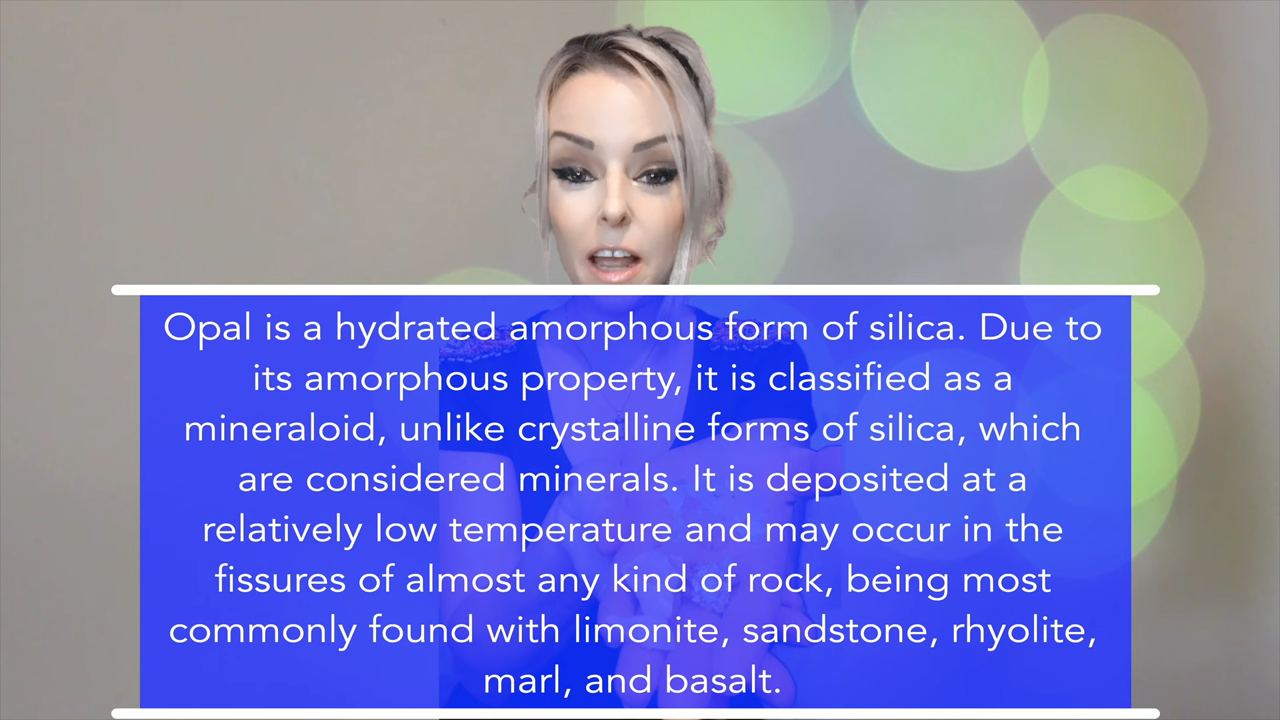 Opal is a hydrated amorphous form of silica. Due to
its amorphous property, it is classified as a
mineraloid, unlike crystalline forms of silica, which
are considered minerals. It is deposited at a
relatively low temperature and may occur in the
fissures of almost any kind of rock, being most
commonly found with limonite, sandstone, rhyolite,
marl, and basalt.